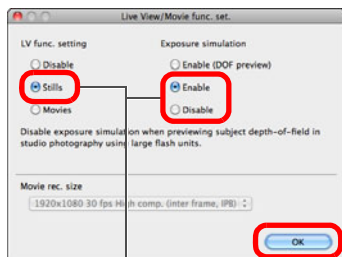 Live View/Movie func. set.
LV func. setting Exposure simulation
Disable Enable (DOF preview)
Stills Enable
Movies Disable
Disable exposure simulation when previewing subject depth-of-field in
studio photography using large flash units.
Movie rec. size
1920x1080 30 fps High comp. (inter frame, IPB)
OK